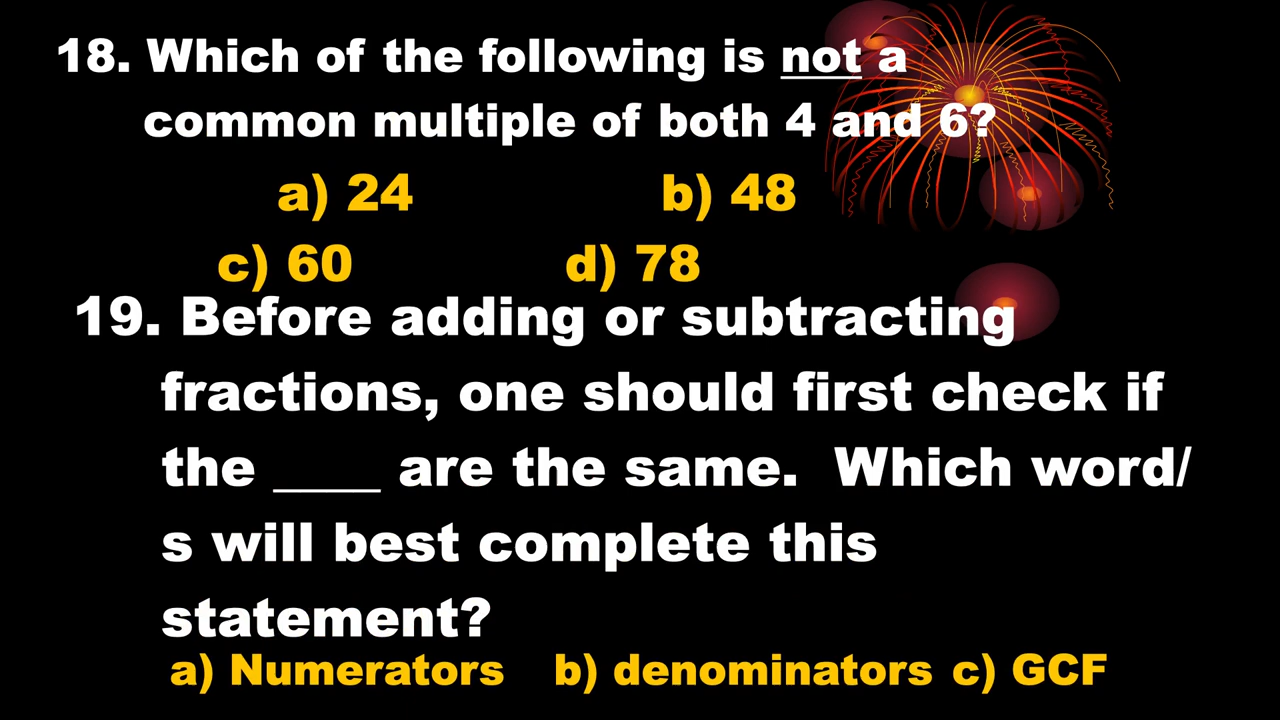 18. Which of the following is not a
common multiple of both 4 and 6?
a) 24 b) 48
c) 60 d) 78
19. Before adding or subtracting
fractions, one should first check if
the ____ are the same. Which word/
s will best complete this
statement?
a) Numerators b) denominators c) GCF